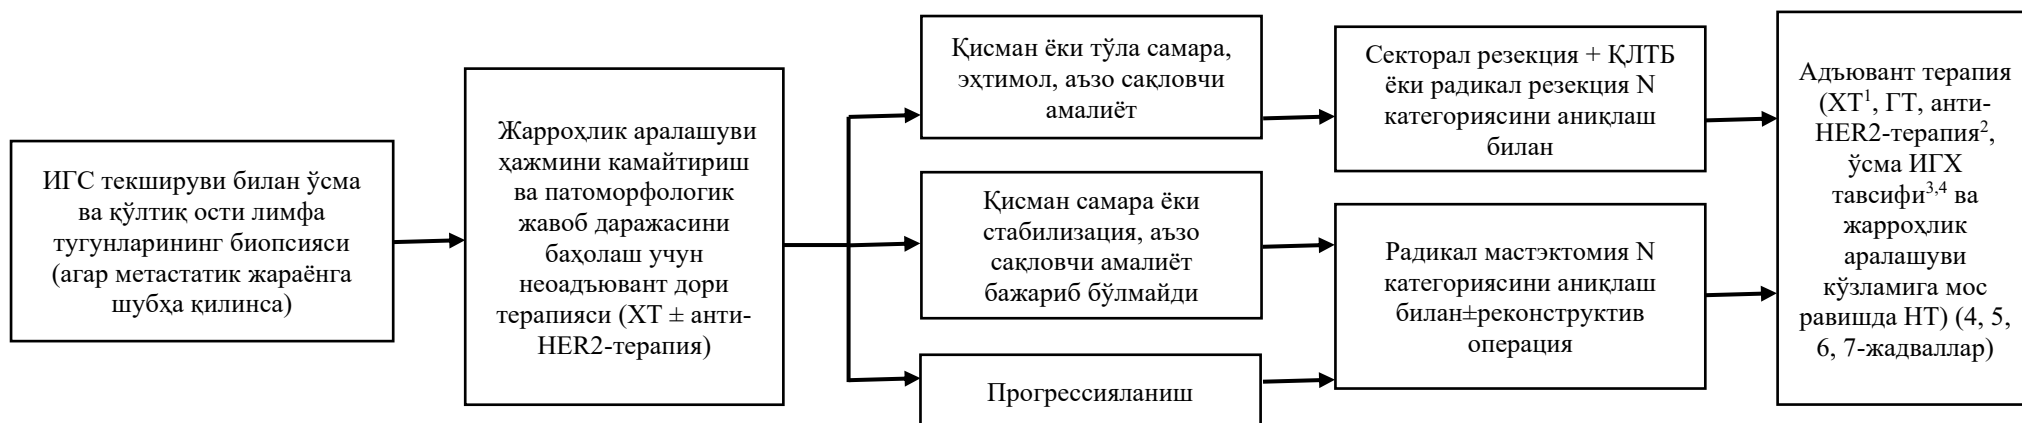 ИГС текшируви билан ўсма
ва қўлтиқ ости лимфа
тугунларининг биопсияси
(агар метастатик жараёнга
шубҳа қилинса)
Жарроҳлик аралашуви
ҳажмини камайтириш
ва патоморфологик
жавоб даражасини
баҳолаш учун
неоадъювант дори
терапияси (ХТ ± анти-
HER2-терапия)
Қисман ёки тўла самара,
эҳтимол, аъзо сақловчи
амалиёт
Қисман самара ёки
стабилизация, аъзо
сақловчи амалиёт
бажариб бўлмайди
Прогрессияланиш
Секторал резекция + ҚЛТБ
ёки радикал резекция N
категориясини аниқлаш
билан
Радикал мастэктомия N
категориясини аниқлаш
билан±реконструктив
операция
Адъювант терапия
(ХТ¹, ГТ, анти-
HER2-терапия²,
ўсма ИГХ
тавсифи³,⁴ ва
жарроҳлик
аралашуви
кўзламига мос
равишда НТ) (4, 5,
6, 7-жадваллар)